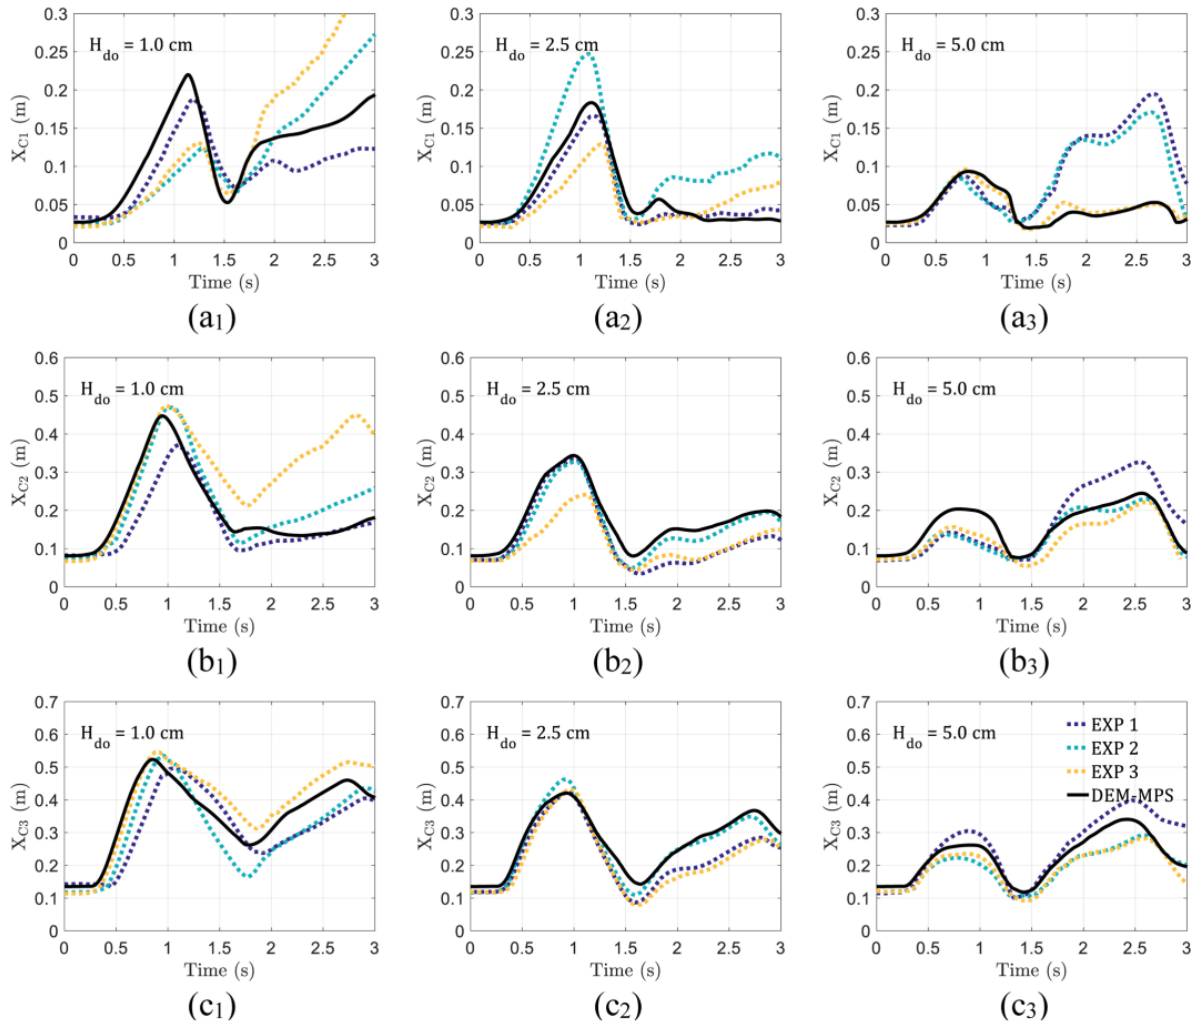 0.3
0.25
0.2
0.15
0.1
0.05
0
X_C1 (m)
H_do = 1.0 cm
0 0.5 1 1.5 2 2.5 3
Time (s)
(a₁)
0.3
0.25
0.2
0.15
0.1
0.05
0
X_C1 (m)
H_do = 2.5 cm
0 0.5 1 1.5 2 2.5 3
Time (s)
(a₂)
0.3
0.25
0.2
0.15
0.1
0.05
0
X_C1 (m)
H_do = 5.0 cm
0 0.5 1 1.5 2 2.5 3
Time (s)
(a₃)
0.6
0.5
0.4
0.3
0.2
0.1
0
X_C2 (m)
H_do = 1.0 cm
0 0.5 1 1.5 2 2.5 3
Time (s)
(b₁)
0.6
0.5
0.4
0.3
0.2
0.1
0
X_C2 (m)
H_do = 2.5 cm
0 0.5 1 1.5 2 2.5 3
Time (s)
(b₂)
0.6
0.5
0.4
0.3
0.2
0.1
0
X_C2 (m)
H_do = 5.0 cm
0 0.5 1 1.5 2 2.5 3
Time (s)
(b₃)
0.7
0.6
0.5
0.4
0.3
0.2
0.1
0
X_C3 (m)
H_do = 1.0 cm
0 0.5 1 1.5 2 2.5 3
Time (s)
(c₁)
0.7
0.6
0.5
0.4
0.3
0.2
0.1
0
X_C3 (m)
H_do = 2.5 cm
0 0.5 1 1.5 2 2.5 3
Time (s)
(c₂)
0.7
0.6
0.5
0.4
0.3
0.2
0.1
0
X_C3 (m)
H_do = 5.0 cm
EXP 1
EXP 2
EXP 3
DEM-MPS
0 0.5 1 1.5 2 2.5 3
Time (s)
(c₃)